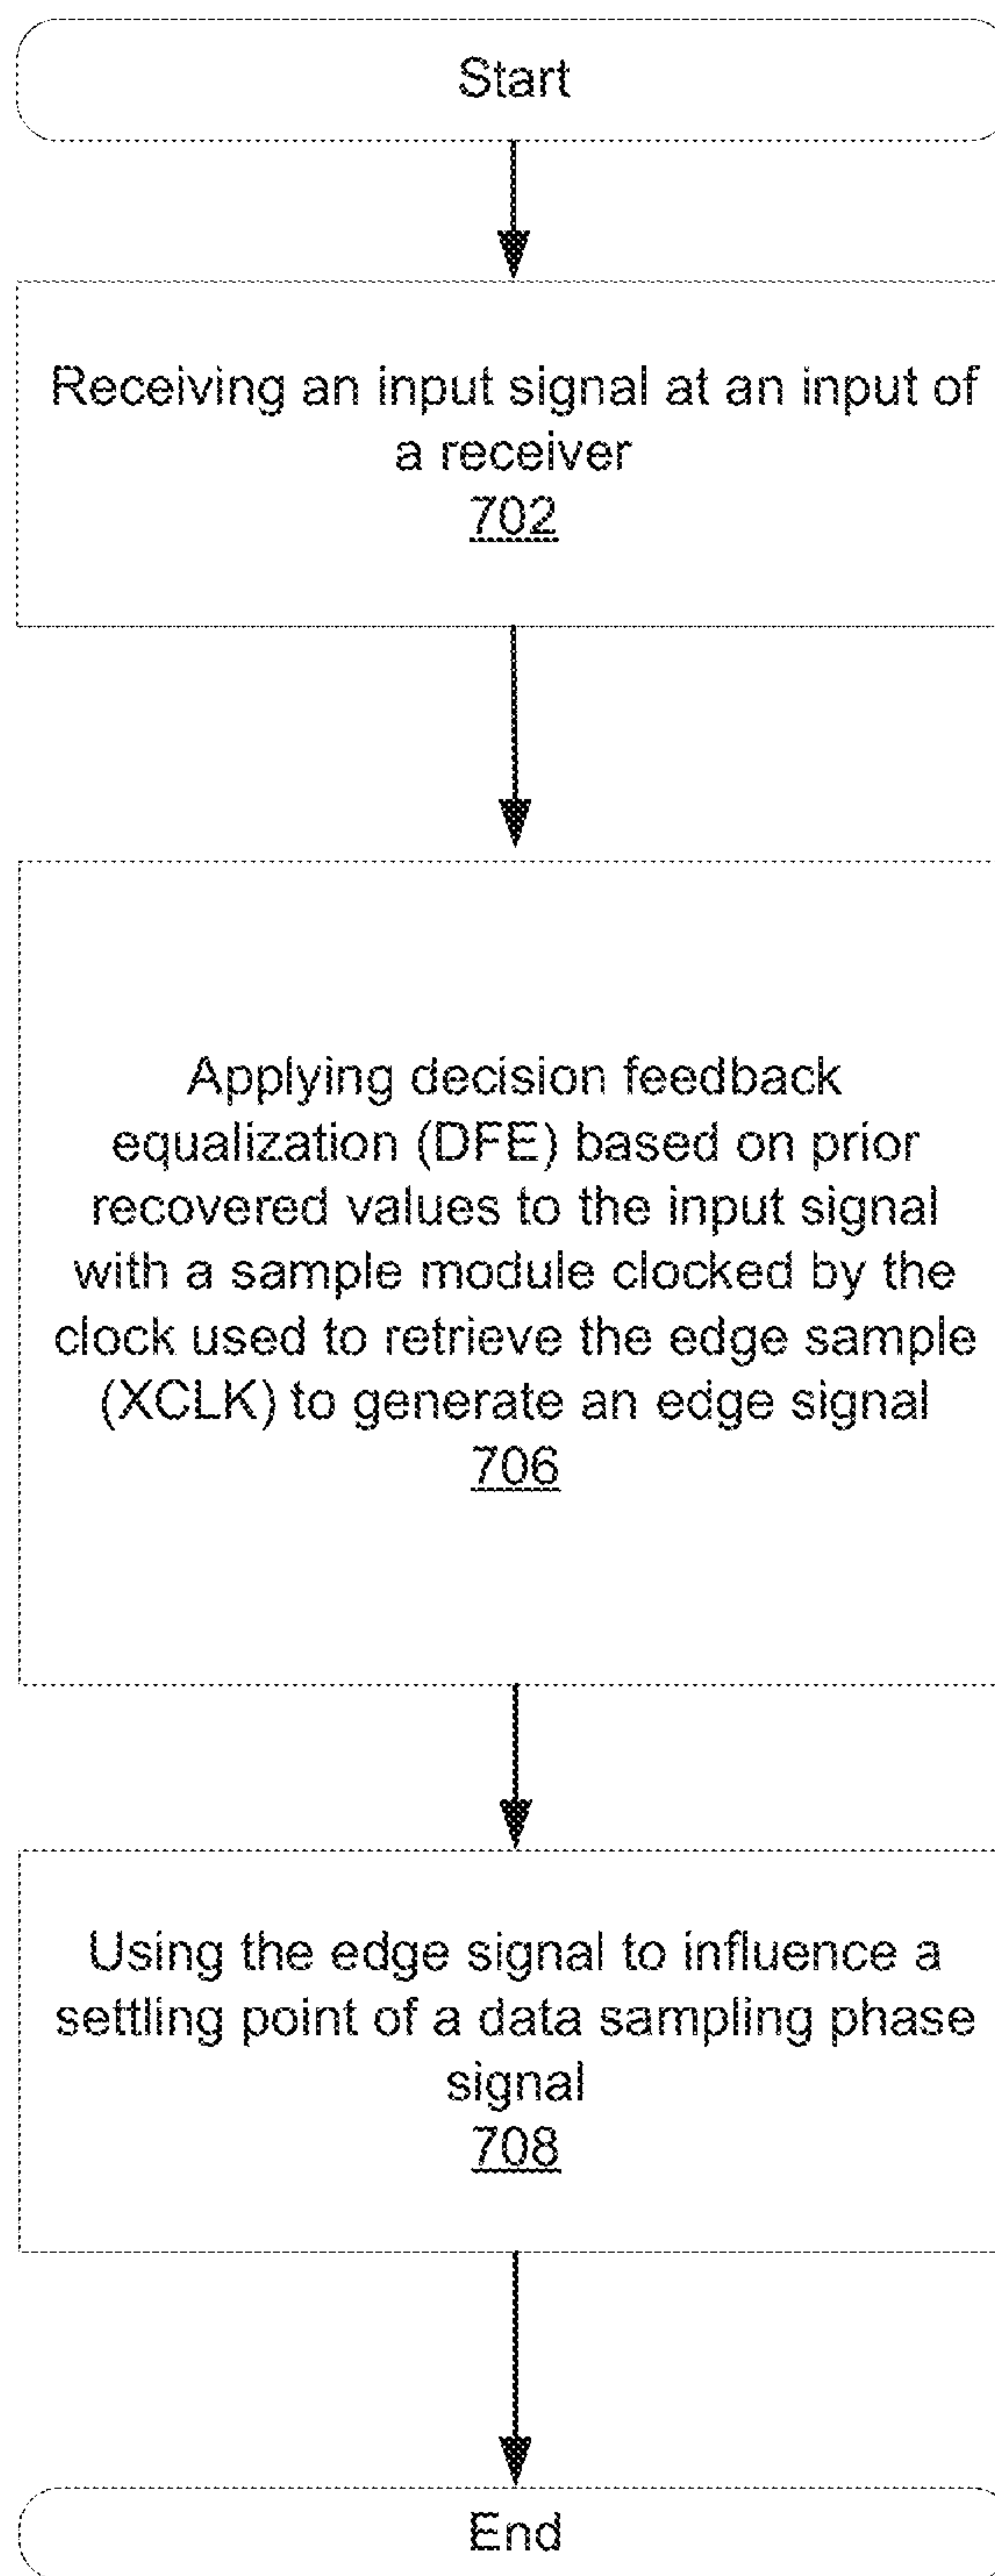 Start
Receiving an input signal at an input of
a receiver
702
Applying decision feedback
equalization (DFE) based on prior
recovered values to the input signal
with a sample module clocked by the
clock used to retrieve the edge sample
(XCLK) to generate an edge signal
706
Using the edge signal to influence a
settling point of a data sampling phase
signal
708
End